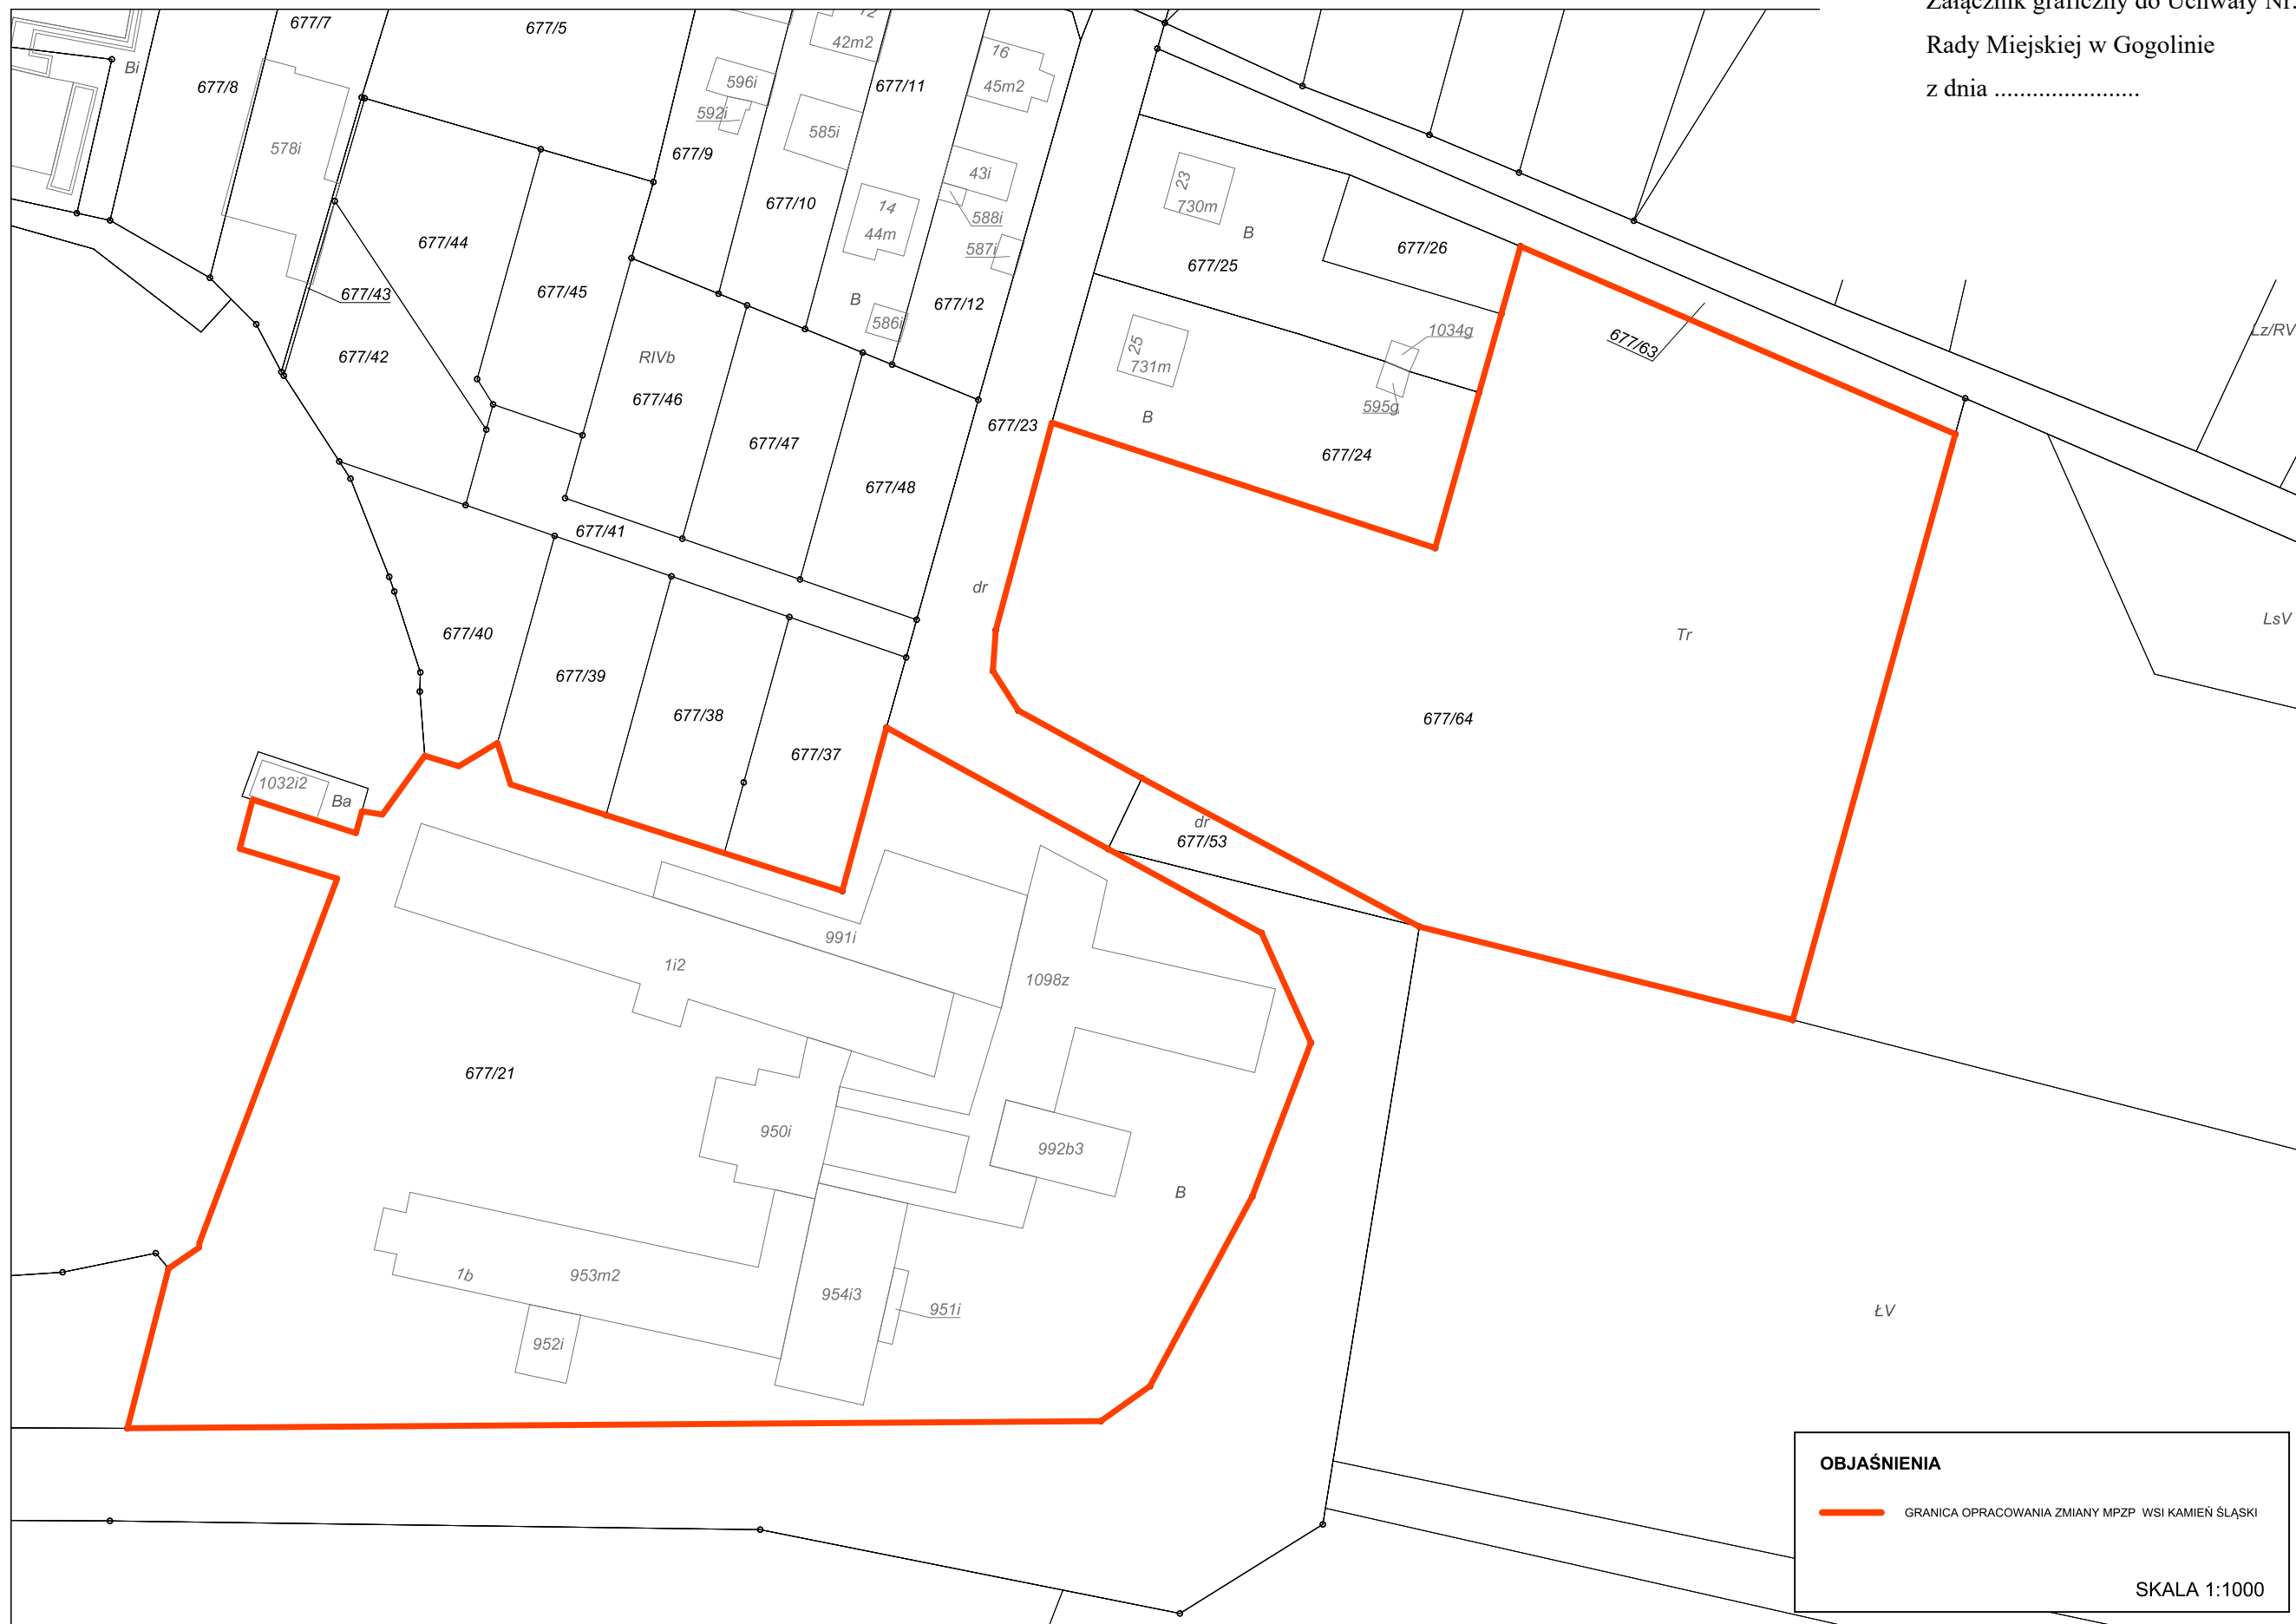 Załącznik graficzny do Uchwały Nr.
Rady Miejskiej w Gogolinie
z dnia .......................
677/7
677/5
Bi
677/8
578i
42m2
596i
592i
585i
677/11
16
45m2
677/9
677/10
14
44m
43i
588i
587i
677/12
B
586i
677/44
677/43
677/45
677/42
RIVb
677/46
677/47
677/48
677/41
677/23
23
730m
B
677/25
677/26
25
731m
B
1034g
595g
677/24
677/63
Lz/RV
LsV
Tr
677/64
dr
677/40
677/39
677/38
677/37
1032i2
Ba
dr
677/53
991i
1i2
1098z
677/21
950i
992b3
B
1b
953m2
954i3
951i
952i
ŁV
OBJAŚNIENIA
GRANICA OPRACOWANIA ZMIANY MPZP WSI KAMIEŃ ŚLĄSKI
SKALA 1:1000